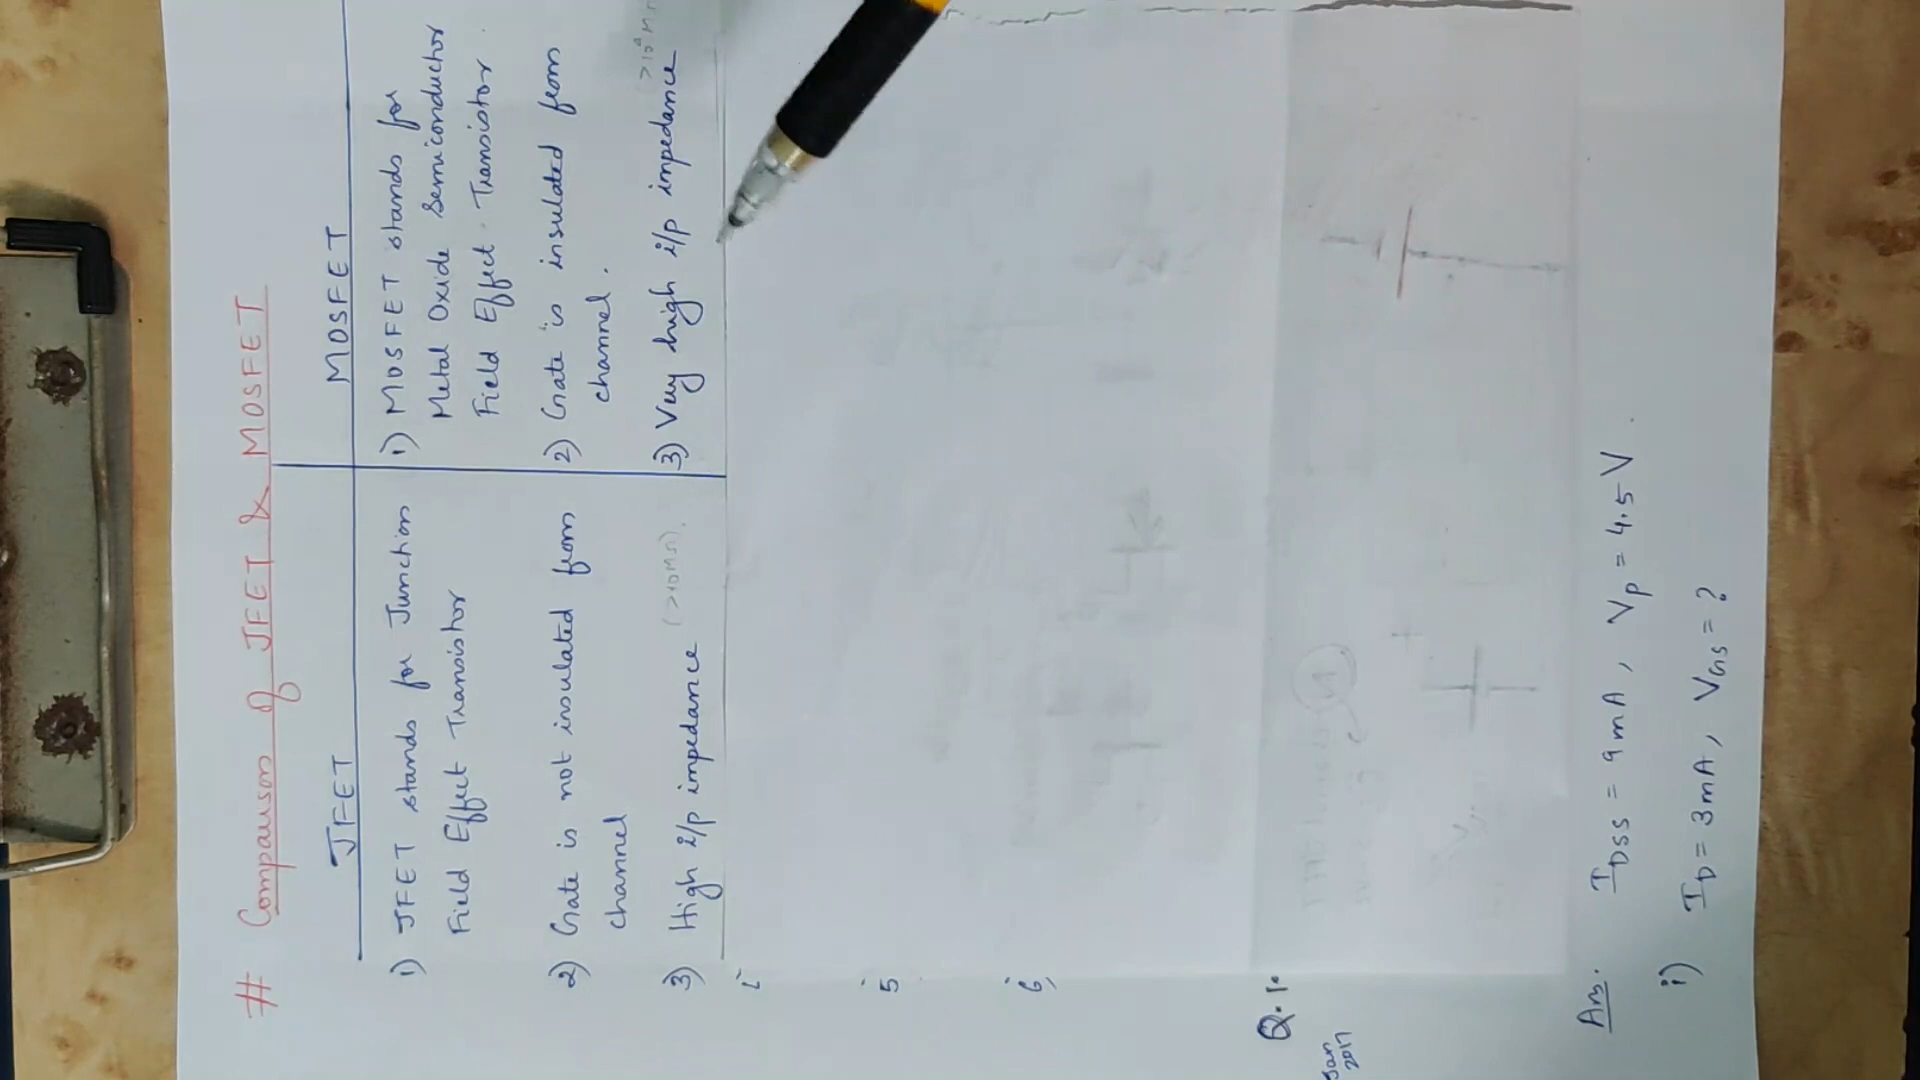 # Comparison of JFET & MOSFET
JFET
1) JFET stands for Junction
Field Effect Transistor
2) Gate is not insulated from
channel
3) High i/p impedance (>10MΩ).
MOSFET
1) MOSFET stands for
Metal Oxide Semiconductor
Field Effect Transistor.
2) Gate is insulated from
channel.
3) Very high i/p impedance
5
6)
Q.1.
Jan
2017
Ans. IDSS = 9mA, VP = 4.5V.
i) ID = 3mA, VGS = ?